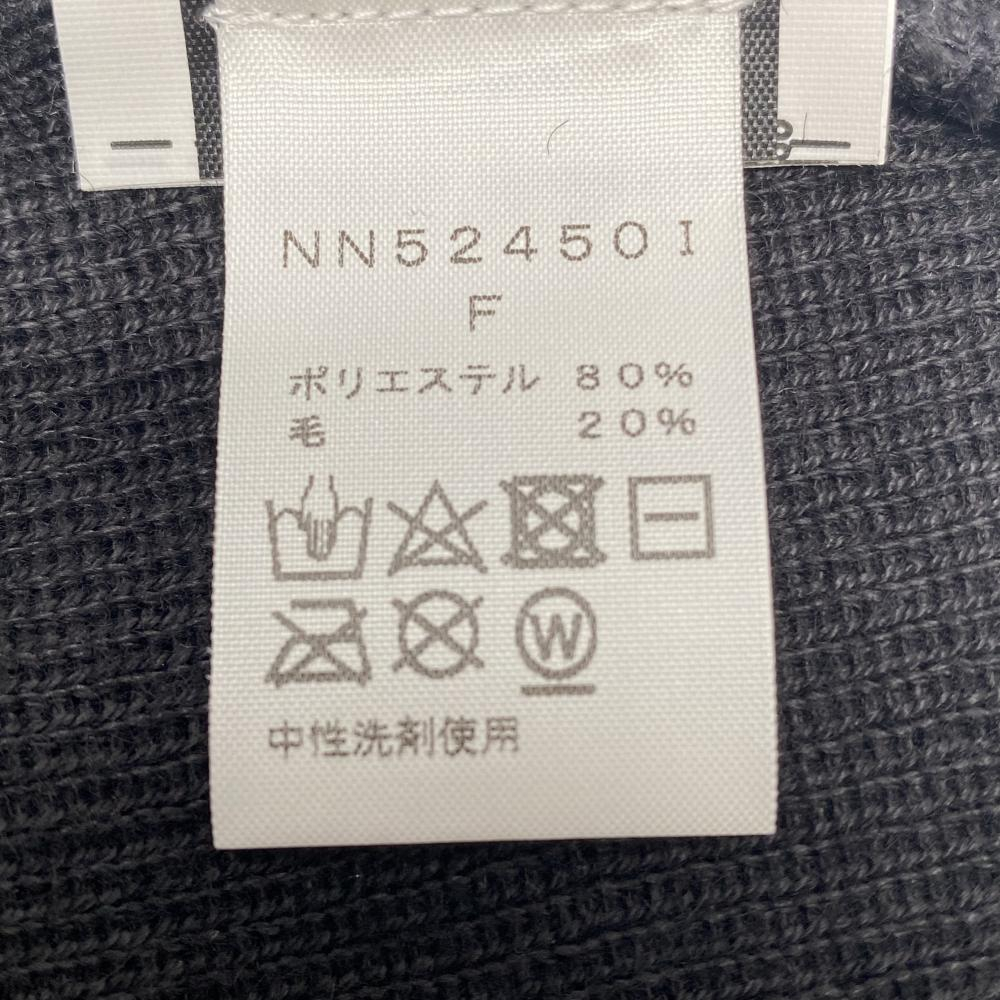 NN52450I
F
ポリエステル 80%
毛 20%
W
中性洗剤使用